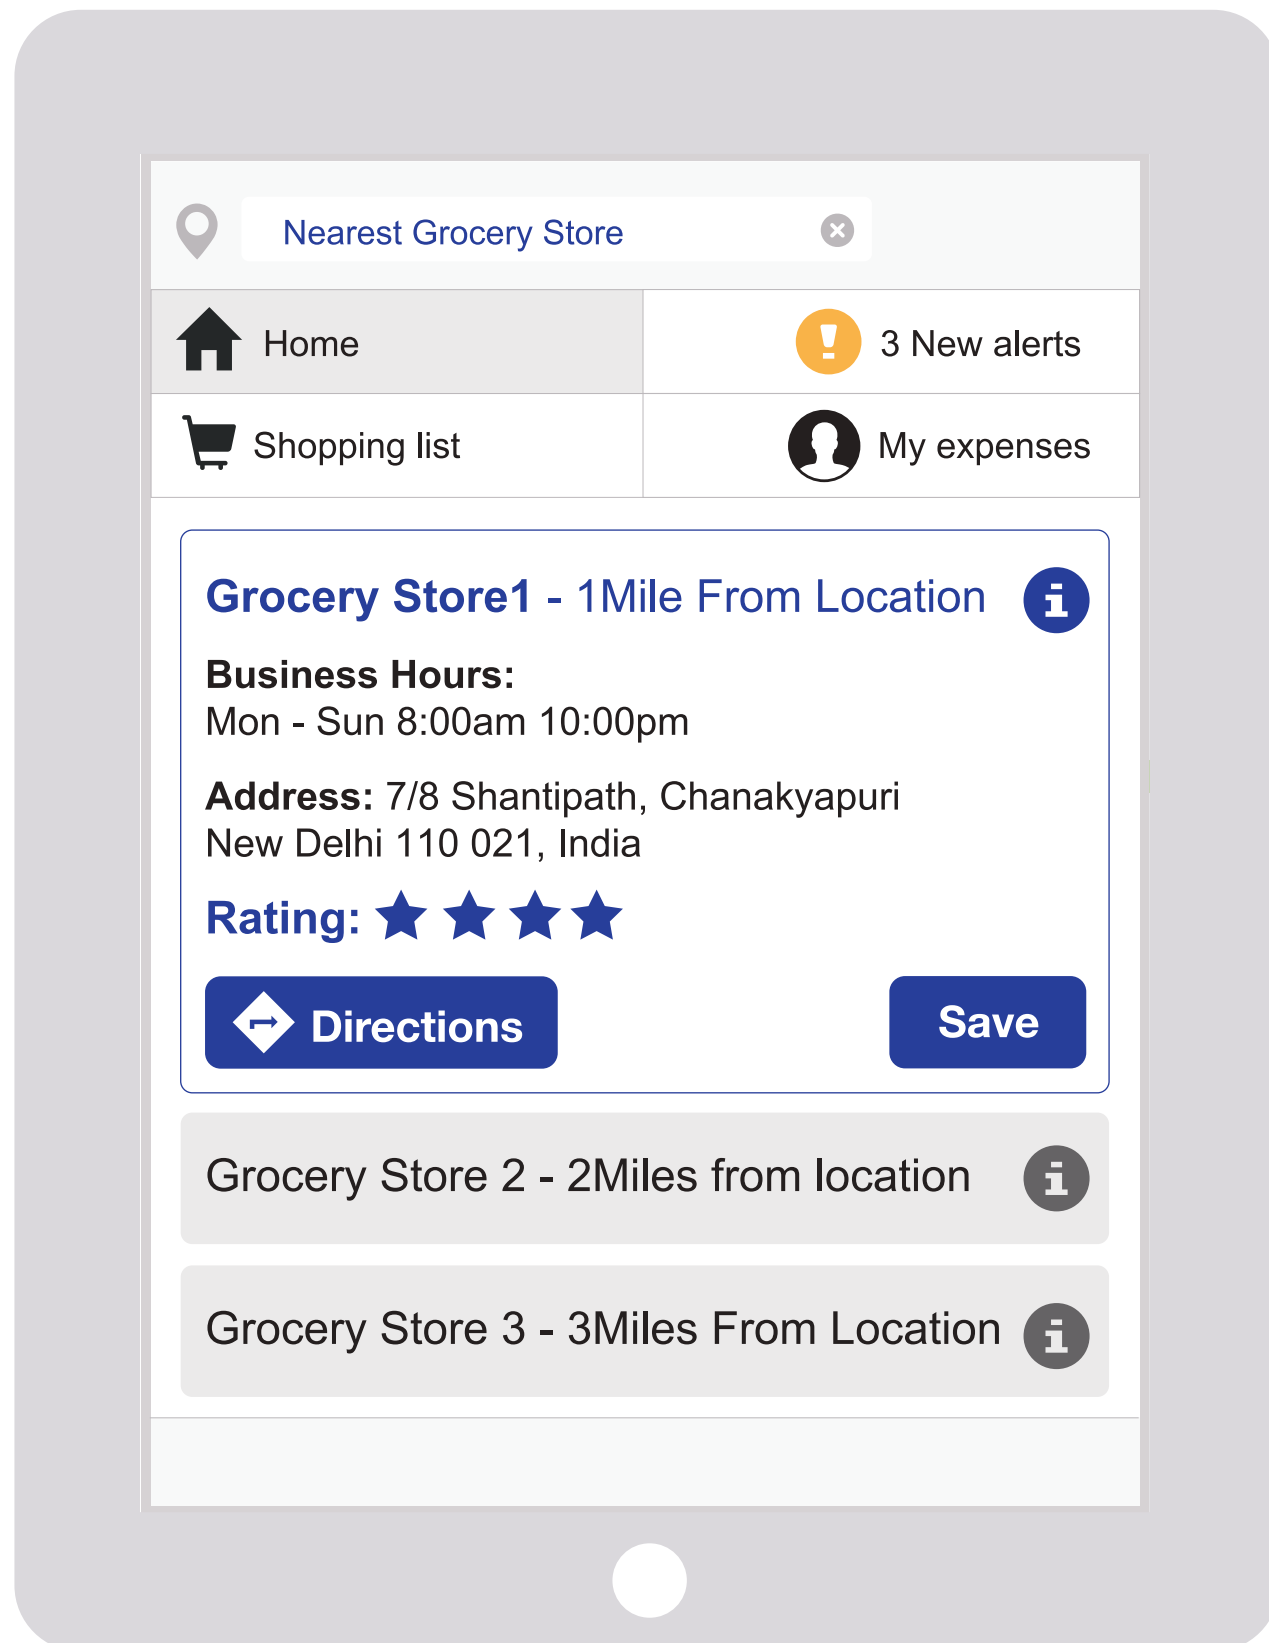 Nearest Grocery Store
Home
3 New alerts
Shopping list
My expenses
Grocery Store1 - 1Mile From Location
Business Hours:
Mon - Sun 8:00am 10:00pm
Address: 7/8 Shantipath, Chanakyapuri
New Delhi 110 021, India
Rating:
Directions
Save
Grocery Store 2 - 2Miles from location
Grocery Store 3 - 3Miles From Location